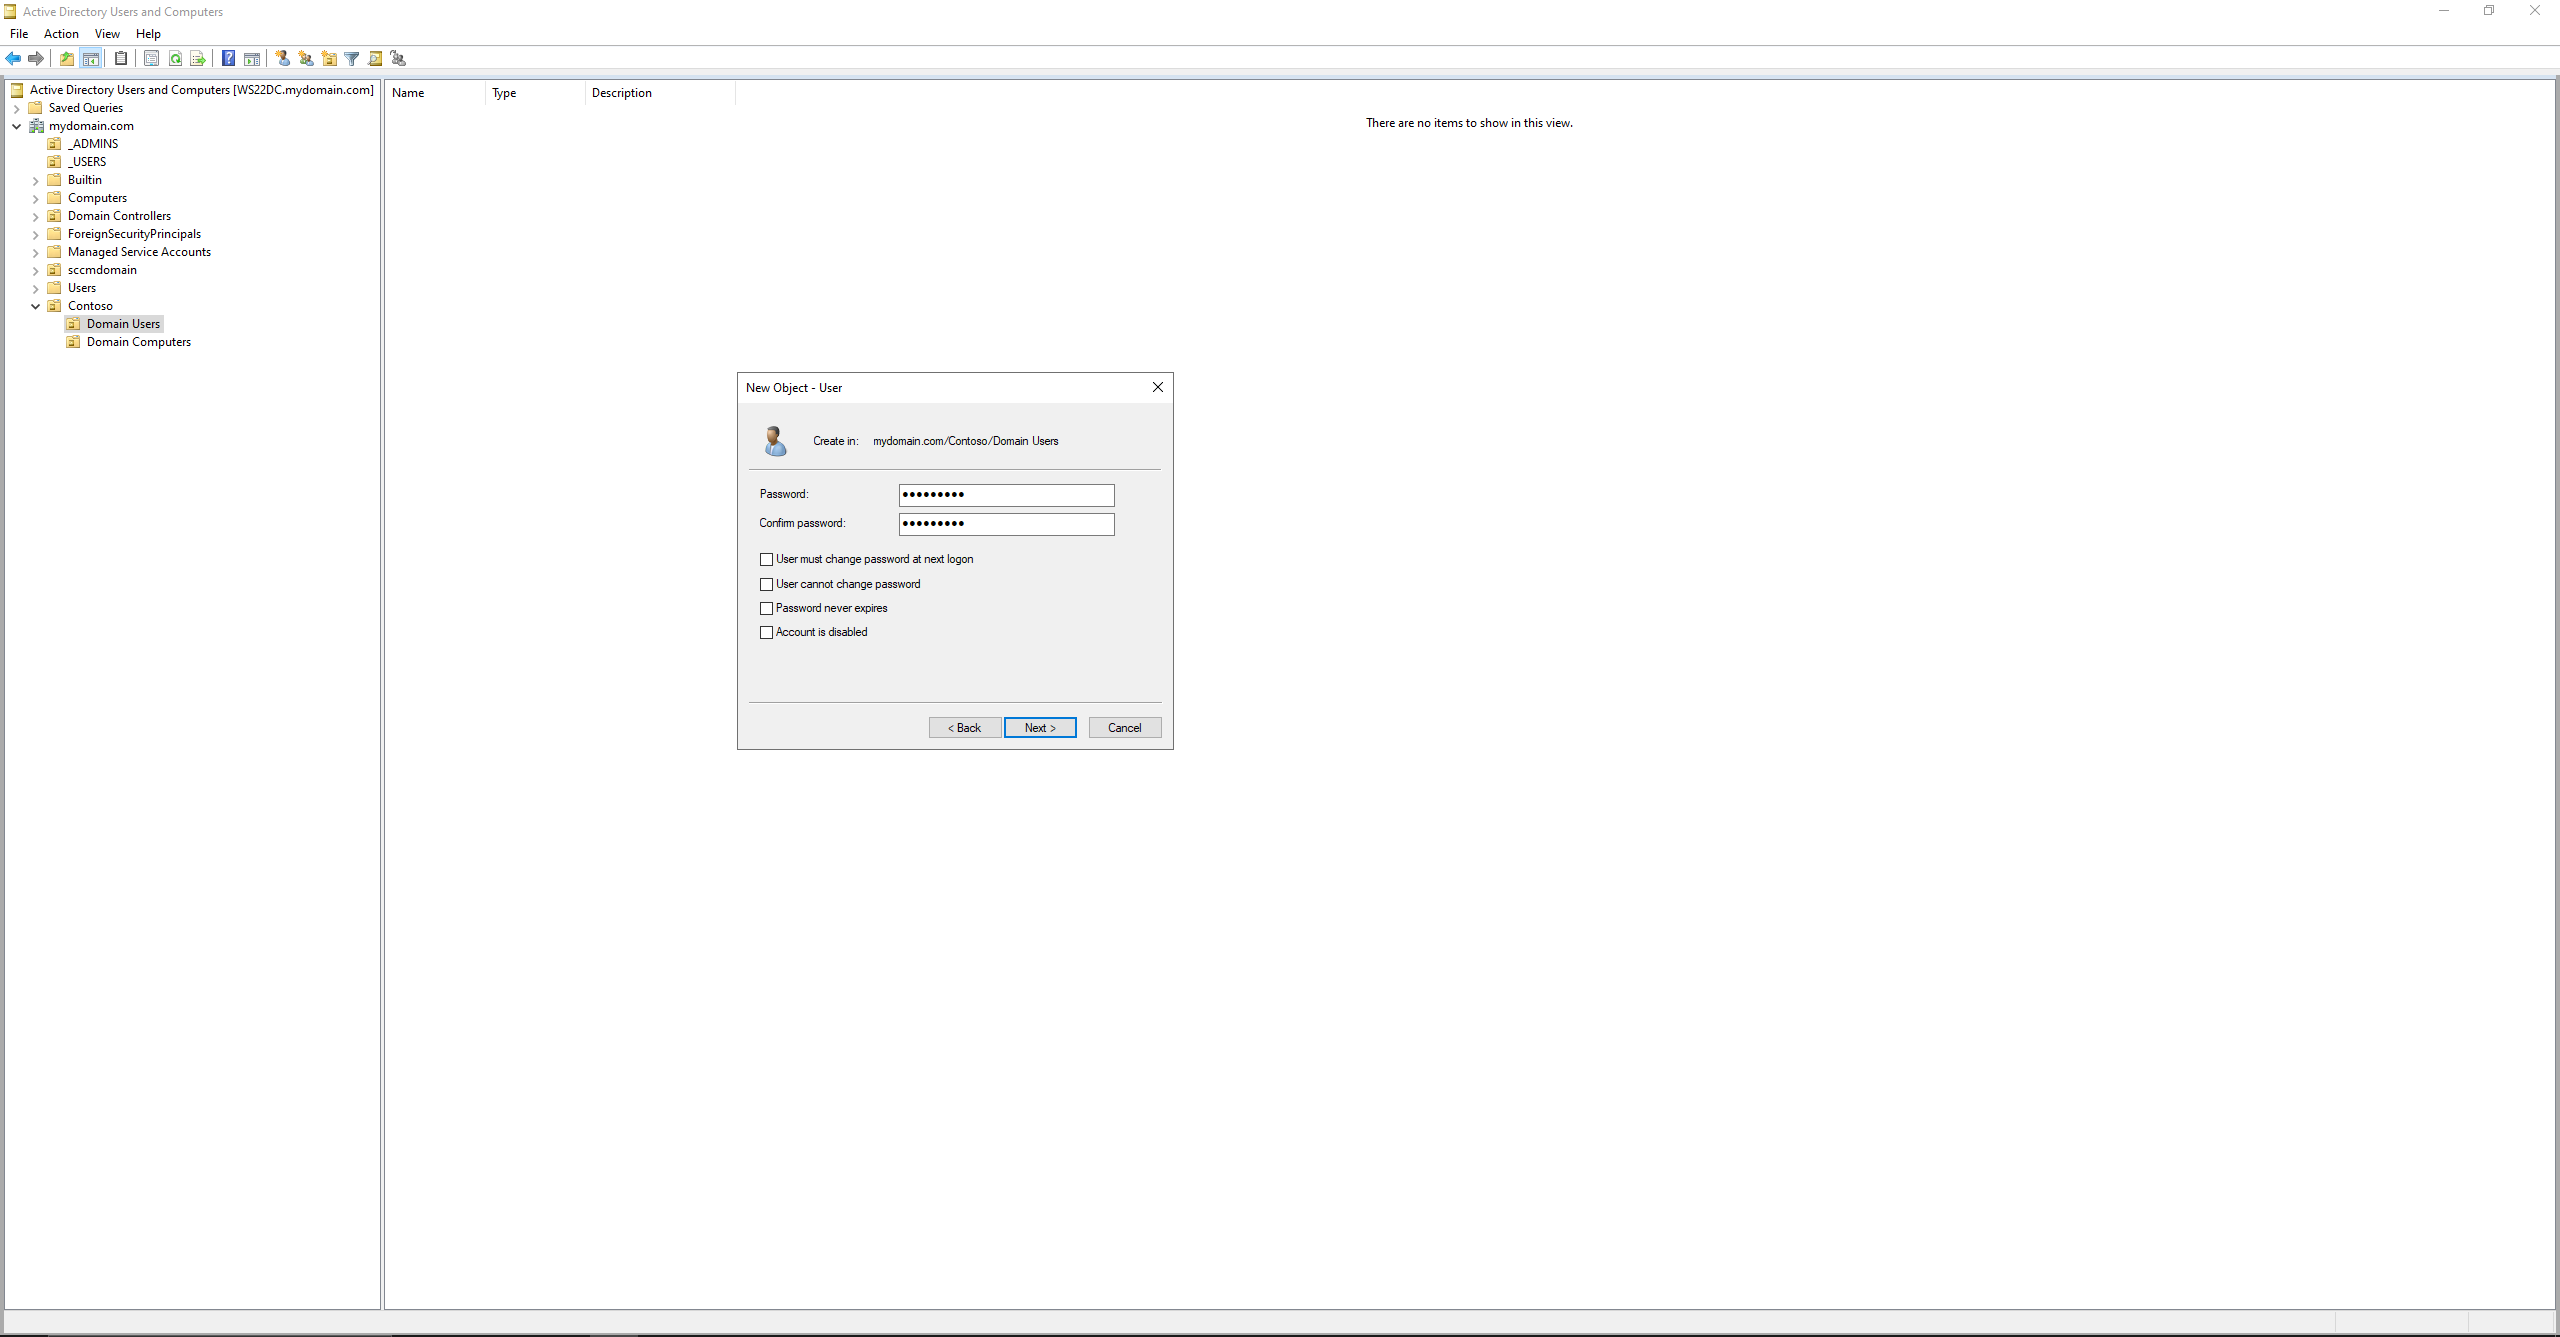 Active Directory Users and Computers
File Action View Help
Active Directory Users and Computers [WS22DC.mydomain.com]
Saved Queries
mydomain.com
_ADMINS
_USERS
Builtin
Computers
Domain Controllers
ForeignSecurityPrincipals
Managed Service Accounts
sccmdomain
Users
Contoso
Domain Users
Domain Computers
Name Type Description
There are no items to show in this view.
New Object - User
Create in: mydomain.com/Contoso/Domain Users
Password: •••••••••
Confirm password: •••••••••
User must change password at next logon
User cannot change password
Password never expires
Account is disabled
< Back Next > Cancel